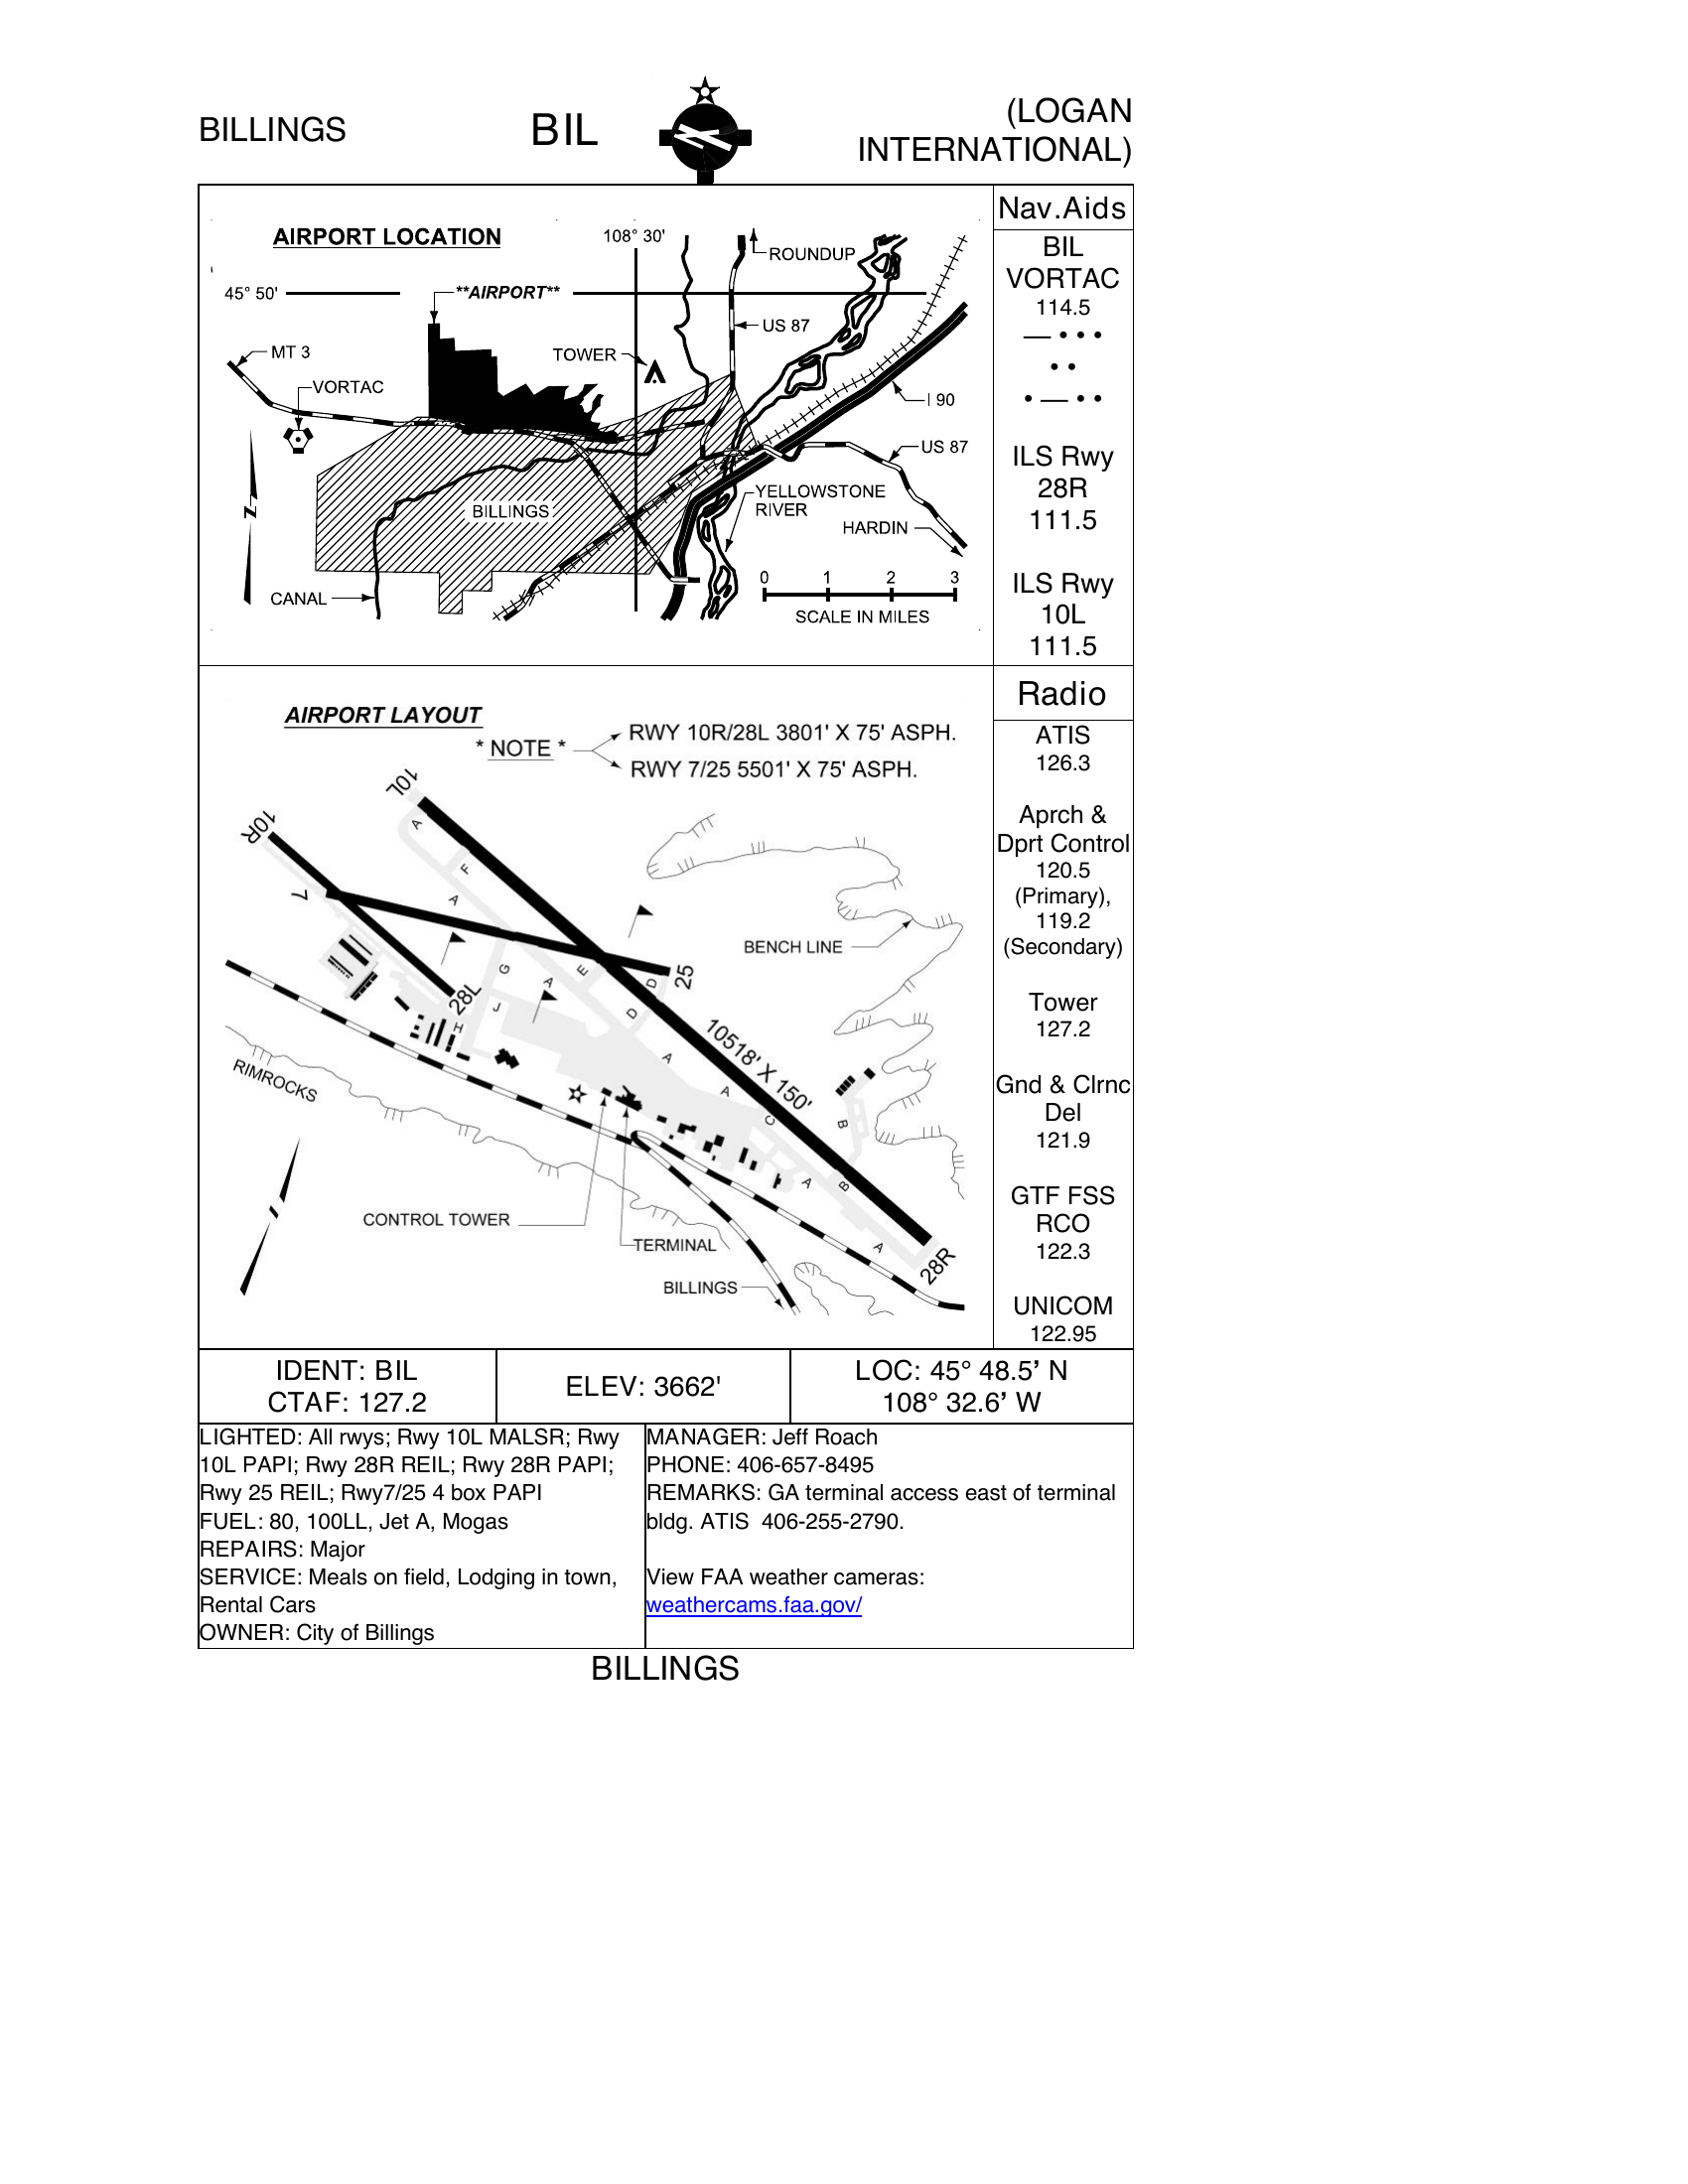 BILLINGS
BIL
(LOGAN
INTERNATIONAL)
AIRPORT LOCATION
108° 30'
ROUNDUP
45° 50'
**AIRPORT**
US 87
MT 3
TOWER
VORTAC
I 90
US 87
YELLOWSTONE
RIVER
BILLINGS
HARDIN
N
0 1 2 3
CANAL
SCALE IN MILES
Nav.Aids
BIL
VORTAC
114.5
— • • •
• •
• — • •
ILS Rwy
28R
111.5
ILS Rwy
10L
111.5
AIRPORT LAYOUT
* NOTE *
RWY 10R/28L 3801' X 75' ASPH.
RWY 7/25 5501' X 75' ASPH.
10L
10R
A
F
7
A
BENCH LINE
G
E
A
D
25
28L
J
D
H
10518' X 150'
A
RIMROCKS
A
C
B
A
B
CONTROL TOWER
TERMINAL
A
28R
BILLINGS
Radio
ATIS
126.3
Aprch &
Dprt Control
120.5
(Primary),
119.2
(Secondary)
Tower
127.2
Gnd & Clrnc
Del
121.9
GTF FSS
RCO
122.3
UNICOM
122.95
IDENT: BIL
CTAF: 127.2
ELEV: 3662'
LOC: 45° 48.5’ N
108° 32.6’ W
LIGHTED: All rwys; Rwy 10L MALSR; Rwy
10L PAPI; Rwy 28R REIL; Rwy 28R PAPI;
Rwy 25 REIL; Rwy7/25 4 box PAPI
FUEL: 80, 100LL, Jet A, Mogas
REPAIRS: Major
SERVICE: Meals on field, Lodging in town,
Rental Cars
OWNER: City of Billings
MANAGER: Jeff Roach
PHONE: 406-657-8495
REMARKS: GA terminal access east of terminal
bldg. ATIS 406-255-2790.
View FAA weather cameras:
weathercams.faa.gov/
BILLINGS